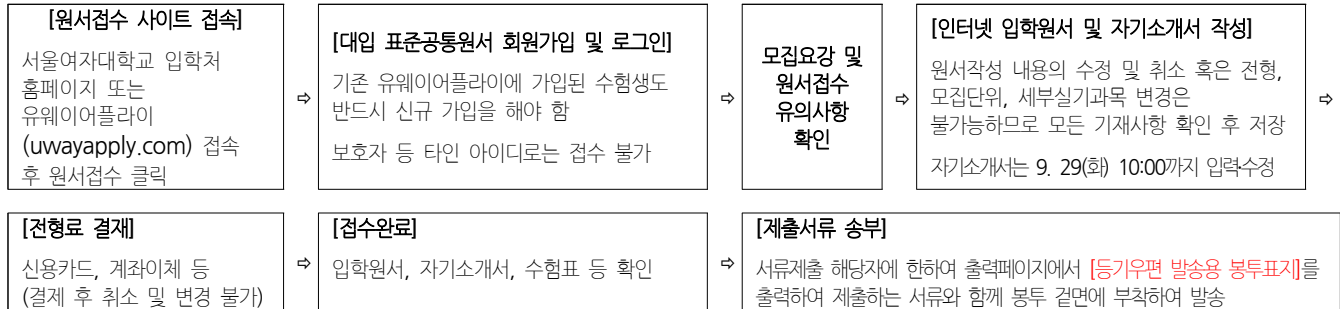 [원서접수 사이트 접속]
서울여자대학교 입학처
홈페이지 또는
유웨이어플라이
(uwayapply.com) 접속
후 원서접수 클릭
⇨
[대입 표준공통원서 회원가입 및 로그인]
기존 유웨이어플라이에 가입된 수험생도
반드시 신규 가입을 해야 함
보호자 등 타인 아이디로는 접수 불가
⇨
모집요강 및
원서접수
유의사항
확인
⇨
[인터넷 입학원서 및 자기소개서 작성]
원서작성 내용의 수정 및 취소 혹은 전형,
모집단위, 세부실기과목 변경은
불가능하므로 모든 기재사항 확인 후 저장
자기소개서는 9. 29(화) 10:00까지 입력·수정
⇨
[전형료 결재]
신용카드, 계좌이체 등
(결제 후 취소 및 변경 불가)
⇨
[접수완료]
입학원서, 자기소개서, 수험표 등 확인
⇨
[제출서류 송부]
서류제출 해당자에 한하여 출력페이지에서 [등기우편 발송용 봉투표지]를
출력하여 제출하는 서류와 함께 봉투 겉면에 부착하여 발송